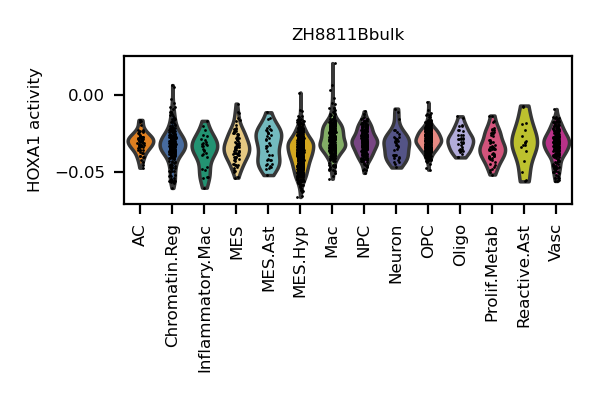 ZH8811Bbulk
HOXA1 activity
0.00
−0.05
AC
Chromatin.Reg
Inflammatory.Mac
MES
MES.Ast
MES.Hyp
Mac
NPC
Neuron
OPC
Oligo
Prolif.Metab
Reactive.Ast
Vasc